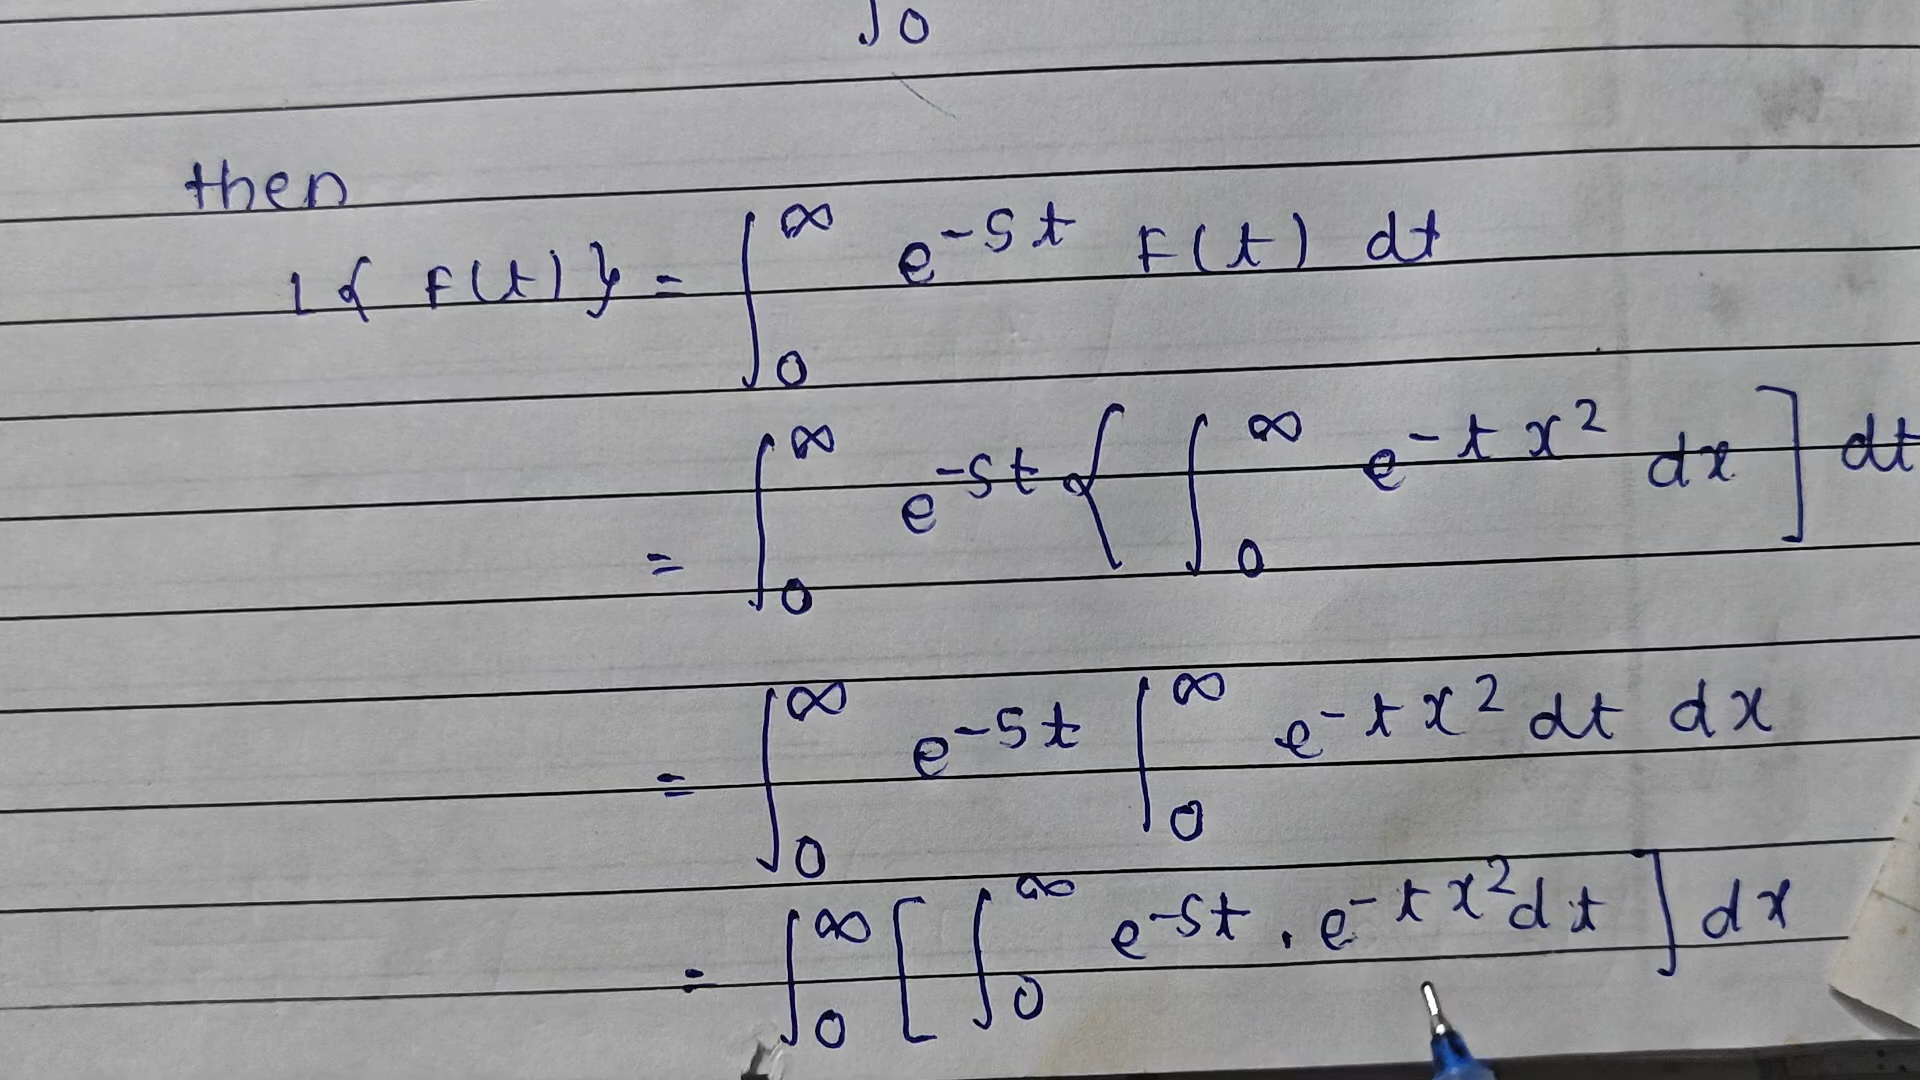 ∫₀
then
L{ F(t) } = ∫₀^∞ e^{-st} F(t) dt
= ∫₀^∞ e^{-st} { ∫₀^∞ e^{-tx²} dx ] dt
= ∫₀^∞ e^{-st} ∫₀^∞ e^{-tx²} dt dx
= ∫₀^∞ [ ∫₀^∞ e^{-st} . e^{-tx²} dt ] dx